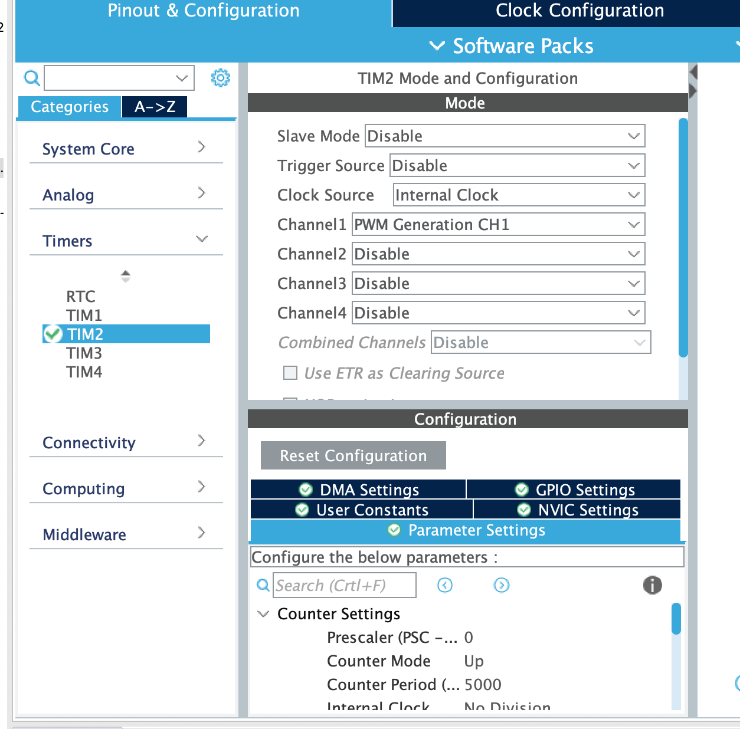 Pinout & Configuration
Clock Configuration
Software Packs
Categories
A->Z
System Core
Analog
Timers
RTC
TIM1
TIM2
TIM3
TIM4
Connectivity
Computing
Middleware
TIM2 Mode and Configuration
Mode
Slave Mode Disable
Trigger Source Disable
Clock Source Internal Clock
Channel1 PWM Generation CH1
Channel2 Disable
Channel3 Disable
Channel4 Disable
Combined Channels Disable
Use ETR as Clearing Source
Configuration
Reset Configuration
DMA Settings
GPIO Settings
User Constants
NVIC Settings
Parameter Settings
Configure the below parameters :
Search (Crtl+F)
Counter Settings
Prescaler (PSC -... 0
Counter Mode Up
Counter Period (... 5000
Internal Clock No Division